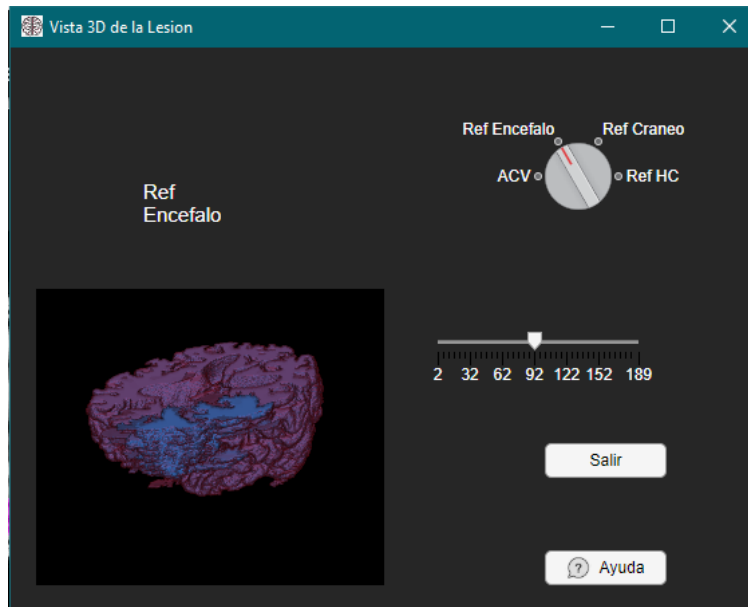 Vista 3D de la Lesion
Ref Encefalo Ref Craneo
ACV Ref HC
Ref
Encefalo
2 32 62 92 122 152 189
Salir
Ayuda